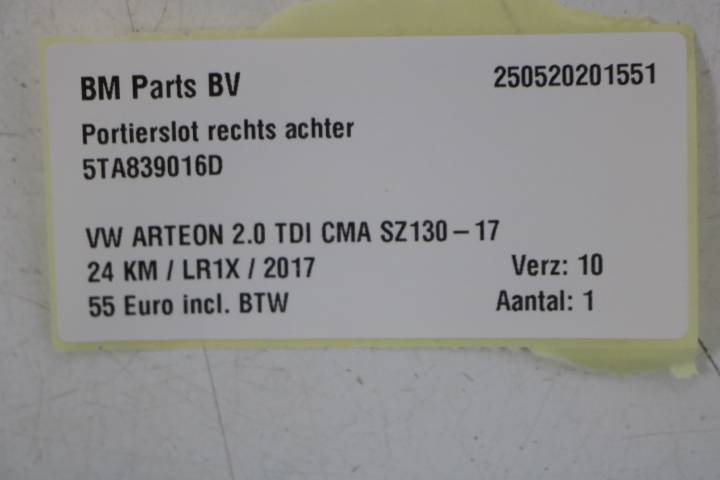 BM Parts BV 250520201551
Portierslot rechts achter
5TA839016D
VW ARTEON 2.0 TDI CMA SZ130 – 17
24 KM / LR1X / 2017 Verz: 10
55 Euro incl. BTW Aantal: 1